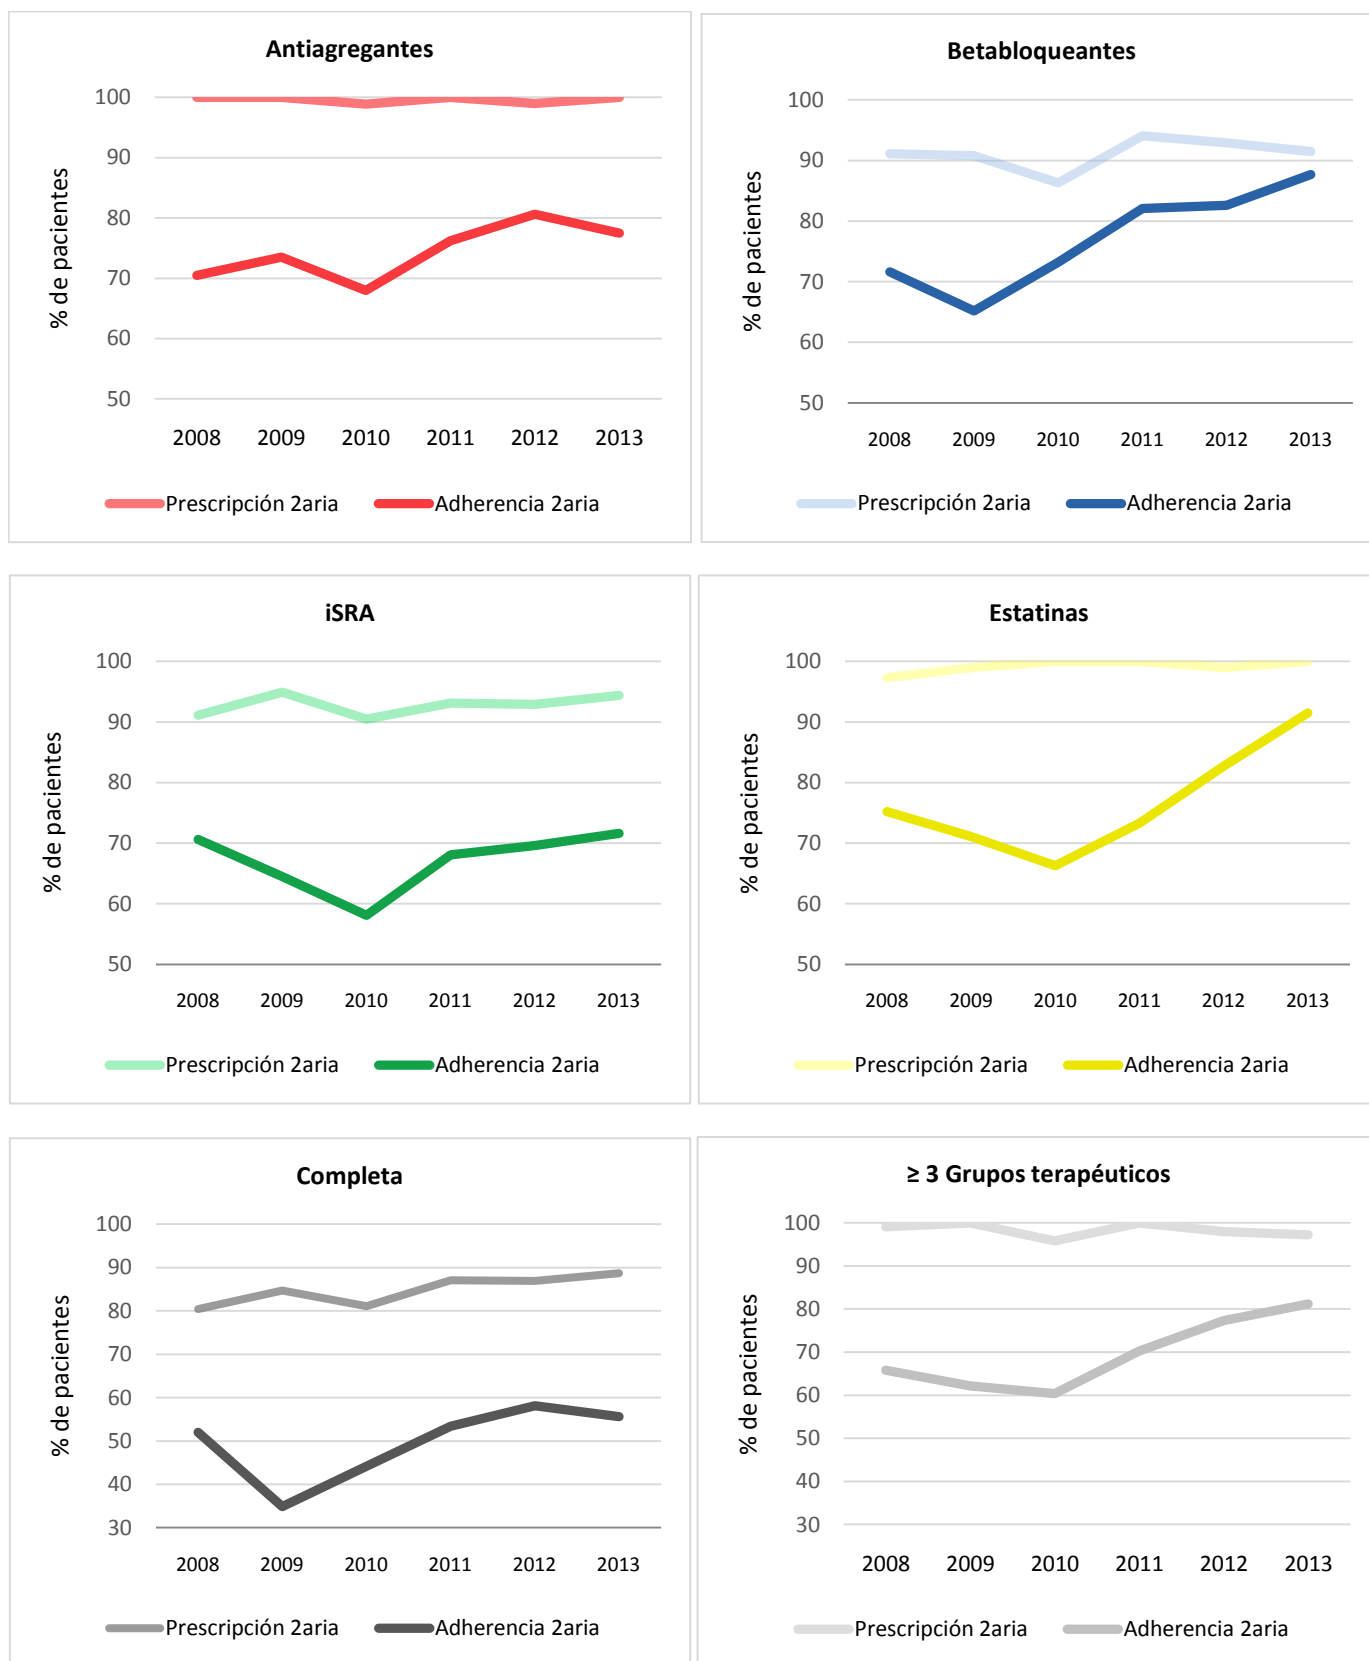 Antiagregantes
% de pacientes
100
90
80
70
60
50
2008 2009 2010 2011 2012 2013
Prescripción 2aria Adherencia 2aria
Betabloqueantes
% de pacientes
100
90
80
70
60
50
2008 2009 2010 2011 2012 2013
Prescripción 2aria Adherencia 2aria
iSRA
% de pacientes
100
90
80
70
60
50
2008 2009 2010 2011 2012 2013
Prescripción 2aria Adherencia 2aria
Estatinas
% de pacientes
100
90
80
70
60
50
2008 2009 2010 2011 2012 2013
Prescripción 2aria Adherencia 2aria
Completa
% de pacientes
100
90
80
70
60
50
40
30
2008 2009 2010 2011 2012 2013
Prescripción 2aria Adherencia 2aria
≥ 3 Grupos terapéuticos
% de pacientes
100
90
80
70
60
50
40
30
2008 2009 2010 2011 2012 2013
Prescripción 2aria Adherencia 2aria